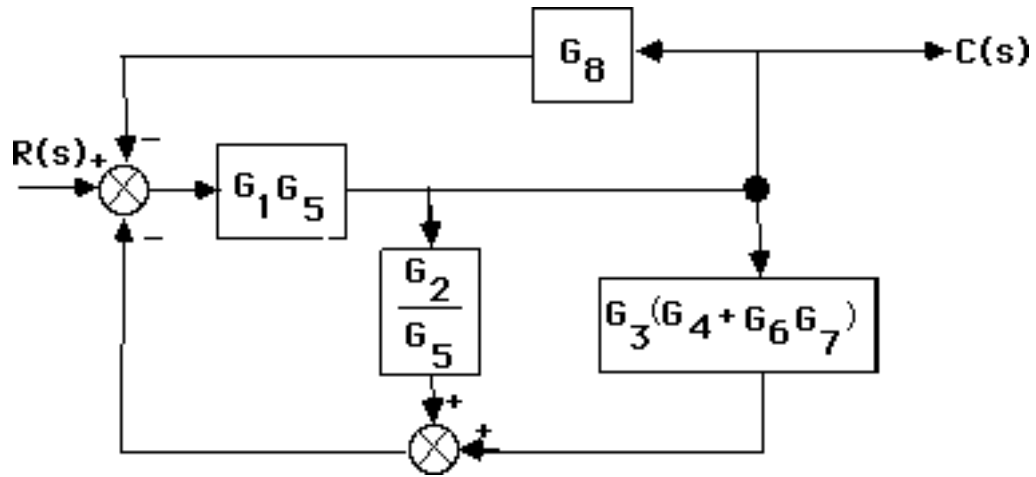 G₈
C(s)
−
R(s)
+
G₁G₅
−
G₂
G₅
G₃(G₄+G₆G₇)
+
+